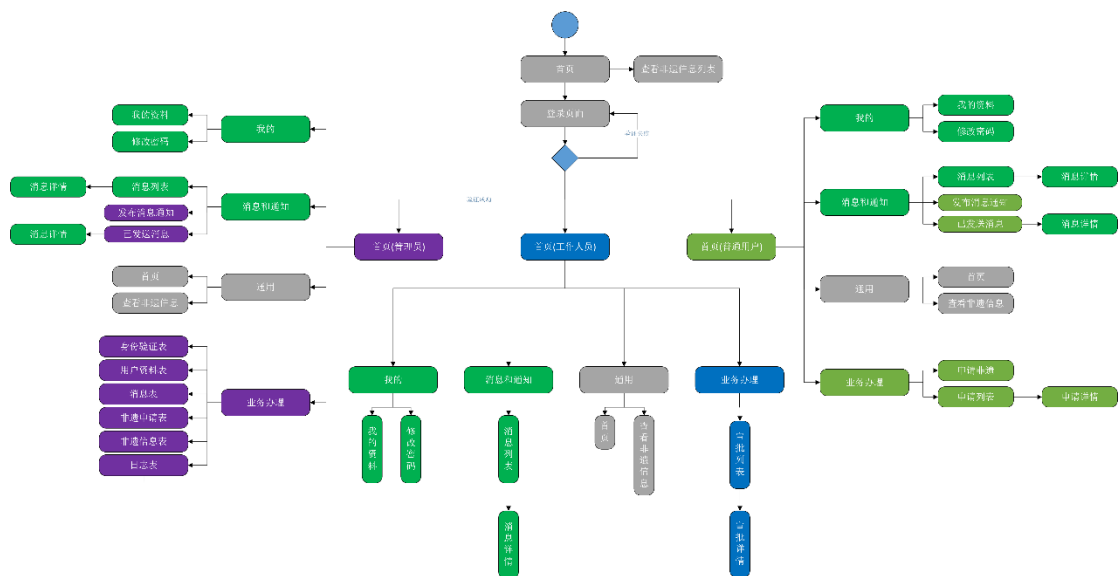 首页
查看非遗信息列表
登录页面
首页(管理员)
首页(工作人员)
首页(普通用户)
我的
我的资料
修改密码
消息和通知
消息列表
消息详情
发布消息通知
已发送消息
消息详情
通用
首页
查看非遗信息
业务办理
身份验证表
用户资料表
消息表
非遗申请表
非遗信息表
日志表
我的
我的资料
修改密码
消息和通知
消息列表
消息详情
通用
首页
查看非遗信息
业务办理
审批列表
审批详情
我的
我的资料
修改密码
消息和通知
消息列表
消息详情
发布消息通知
已发送消息
消息详情
通用
首页
查看非遗信息
业务办理
申请非遗
申请列表
申请详情